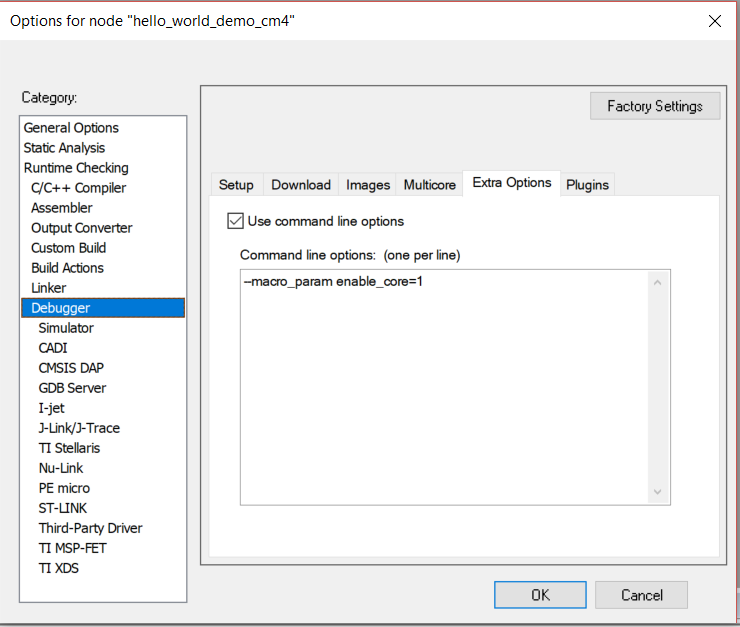 Options for node "hello_world_demo_cm4"
Category:
Factory Settings
General Options
Static Analysis
Runtime Checking
C/C++ Compiler
Assembler
Output Converter
Custom Build
Build Actions
Linker
Debugger
Simulator
CADI
CMSIS DAP
GDB Server
I-jet
J-Link/J-Trace
TI Stellaris
Nu-Link
PE micro
ST-LINK
Third-Party Driver
TI MSP-FET
TI XDS
Setup Download Images Multicore Extra Options Plugins
Use command line options
Command line options: (one per line)
--macro_param enable_core=1
OK Cancel